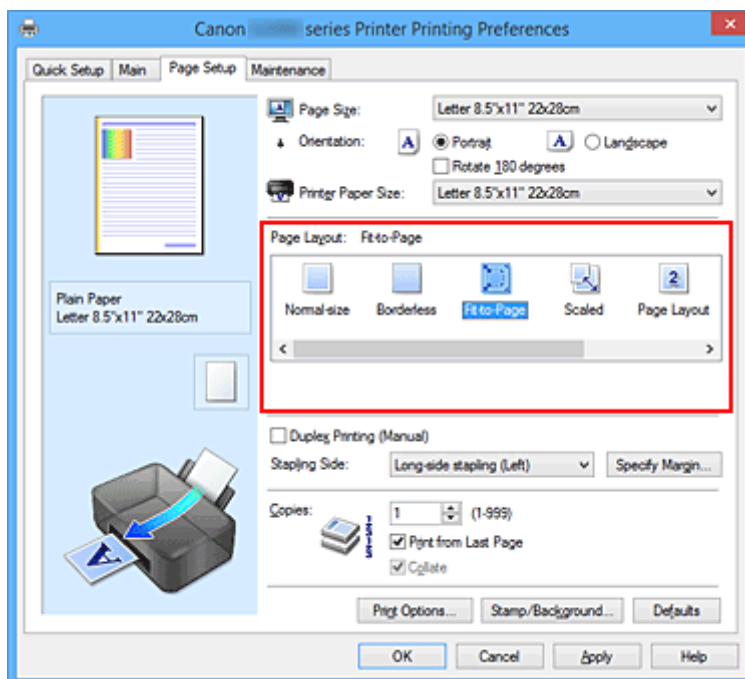 Canon series Printer Printing Preferences
Quick Setup Main Page Setup Maintenance
Page Size: Letter 8.5"x11" 22x28cm
Orientation: A Portrait A Landscape
Rotate 180 degrees
Printer Paper Size: Letter 8.5"x11" 22x28cm
Page Layout: Fit-to-Page
2
Normal-size Borderless Fit-to-Page Scaled Page Layout
Plain Paper
Letter 8.5"x11" 22x28cm
Duplex Printing (Manual)
Stapling Side: Long-side stapling (Left) Specify Margin...
Copies: 1 (1-999)
Print from Last Page
Collate
A
Print Options... Stamp/Background... Defaults
OK Cancel Apply Help